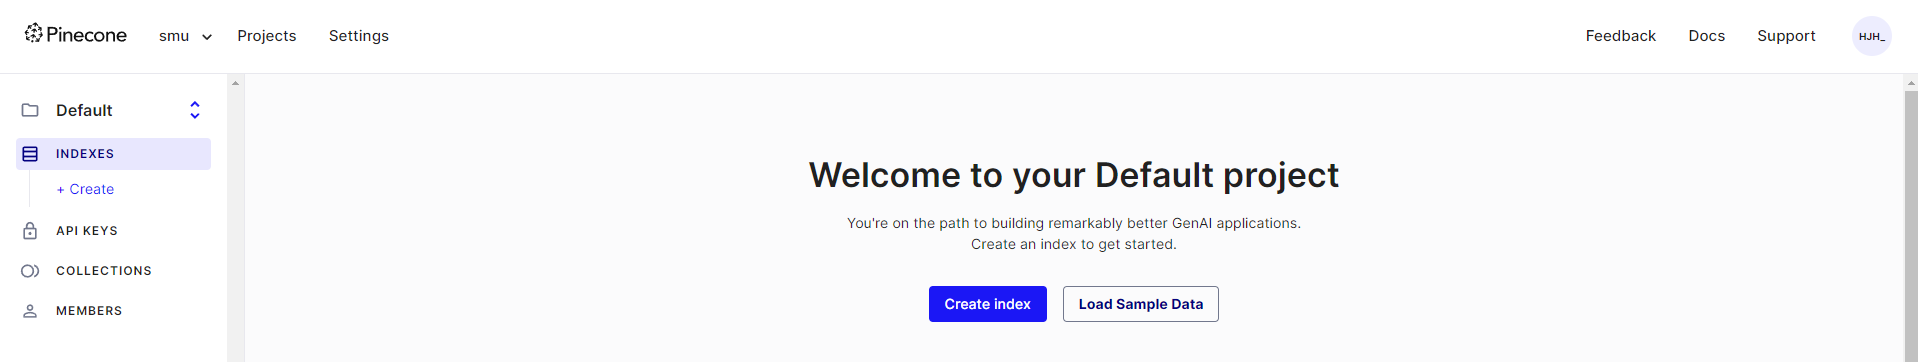 Pinecone smu Projects Settings Feedback Docs Support HJH_
Default
INDEXES
+ Create
API KEYS
COLLECTIONS
MEMBERS
Welcome to your Default project
You're on the path to building remarkably better GenAI applications.
Create an index to get started.
Create index Load Sample Data